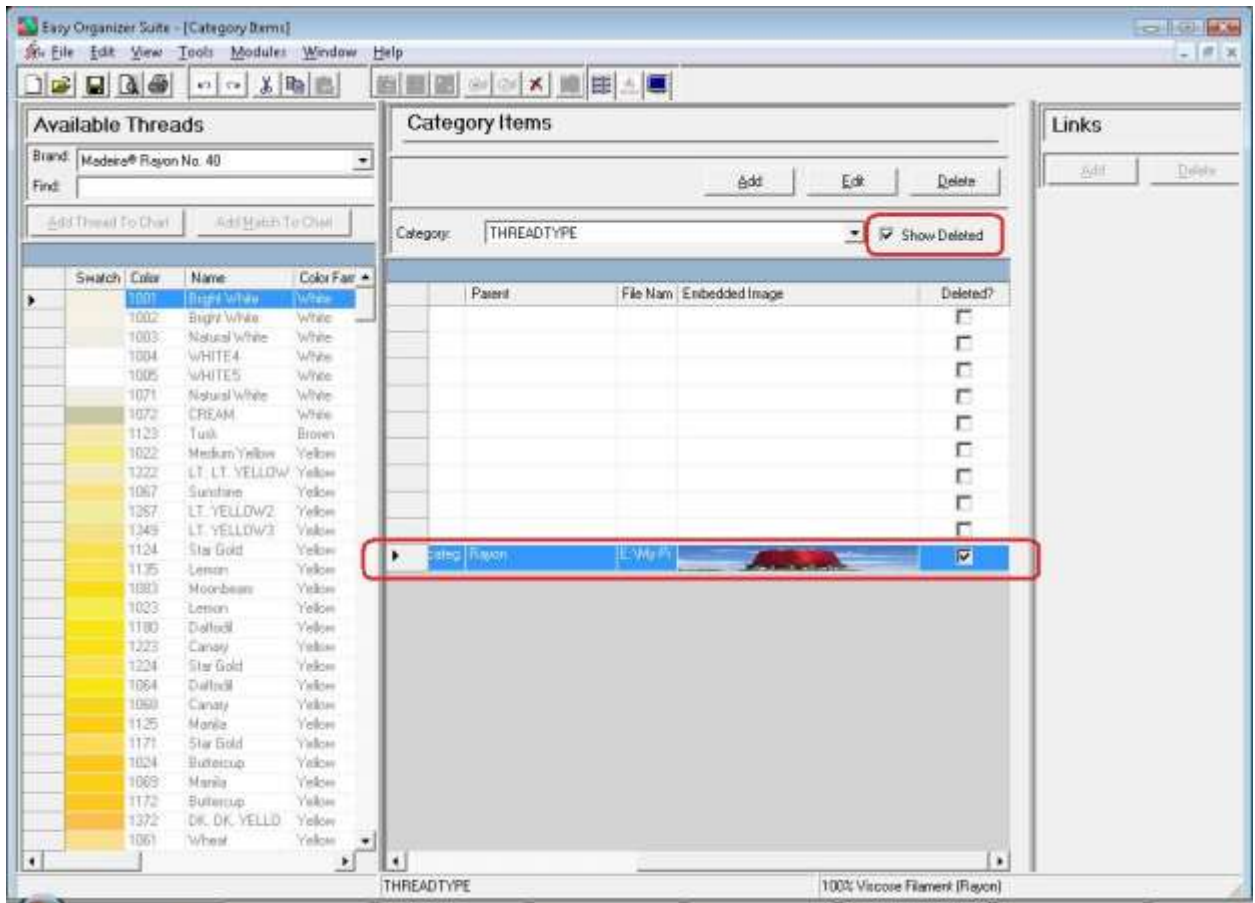 Easy Organizer Suite - [Category Items]
File Edit View Tools Modules Window Help
Available Threads
Brand: Madeira® Rayon No. 40
Find:
Add Thread To Chart Add Match To Chart
Swatch Color Name Color Fam
1001 Bright White White
1002 Bright White White
1003 Natural White White
1004 WHITE4 White
1005 WHITE5 White
1071 Natural White White
1072 CREAM White
1123 Tusk Brown
1022 Medium Yellow Yellow
1222 LT. LT. YELLOW Yellow
1067 Sunshine Yellow
1267 LT. YELLOW2 Yellow
1349 LT. YELLOW3 Yellow
1124 Star Gold Yellow
1135 Lemon Yellow
1083 Moonbeam Yellow
1023 Lemon Yellow
1180 Daffodil Yellow
1223 Canary Yellow
1224 Star Gold Yellow
1064 Daffodil Yellow
1068 Canary Yellow
1125 Manila Yellow
1171 Star Gold Yellow
1024 Buttercup Yellow
1069 Manila Yellow
1172 Buttercup Yellow
1372 DK. DK. YELLO Yellow
1061 Wheat Yellow
Category Items
Add Edit Delete
Category: THREADTYPE Show Deleted
Parent File Nam Embedded Image Deleted?
categ Rayon E:\My Pi
THREADTYPE 100% Viscose Filament (Rayon)
Links
Add Delete